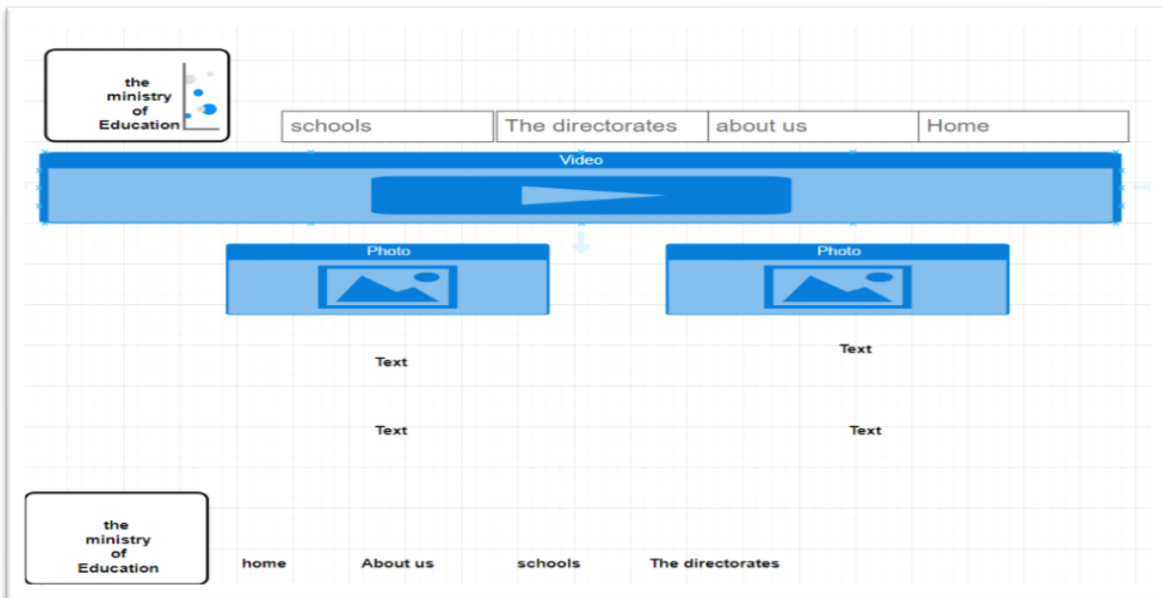 the
ministry
of
Education
schools
The directorates
about us
Home
Video
Photo
Photo
Text
Text
Text
Text
the
ministry
of
Education
home
About us
schools
The directorates